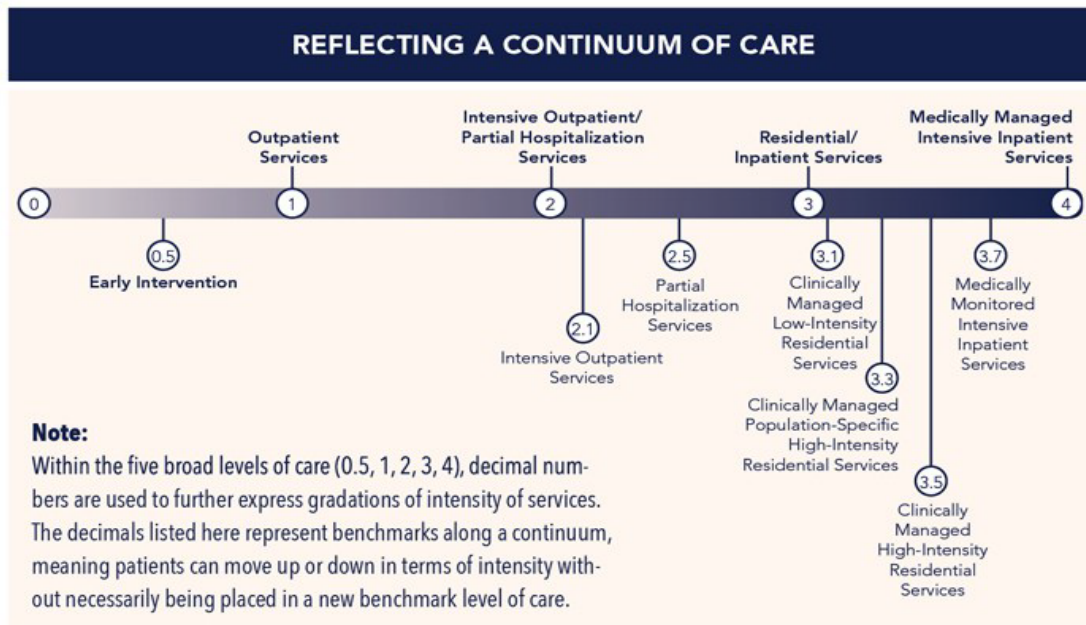 REFLECTING A CONTINUUM OF CARE
Outpatient
Services
Intensive Outpatient/
Partial Hospitalization
Services
Residential/
Inpatient Services
Medically Managed
Intensive Inpatient
Services
0
1
2
3
4
0.5
Early Intervention
2.1
Intensive Outpatient
Services
2.5
Partial
Hospitalization
Services
3.1
Clinically
Managed
Low-Intensity
Residential
Services
3.3
Clinically Managed
Population-Specific
High-Intensity
Residential Services
3.5
Clinically
Managed
High-Intensity
Residential
Services
3.7
Medically
Monitored
Intensive
Inpatient
Services
Note:
Within the five broad levels of care (0.5, 1, 2, 3, 4), decimal num-
bers are used to further express gradations of intensity of services.
The decimals listed here represent benchmarks along a continuum,
meaning patients can move up or down in terms of intensity with-
out necessarily being placed in a new benchmark level of care.